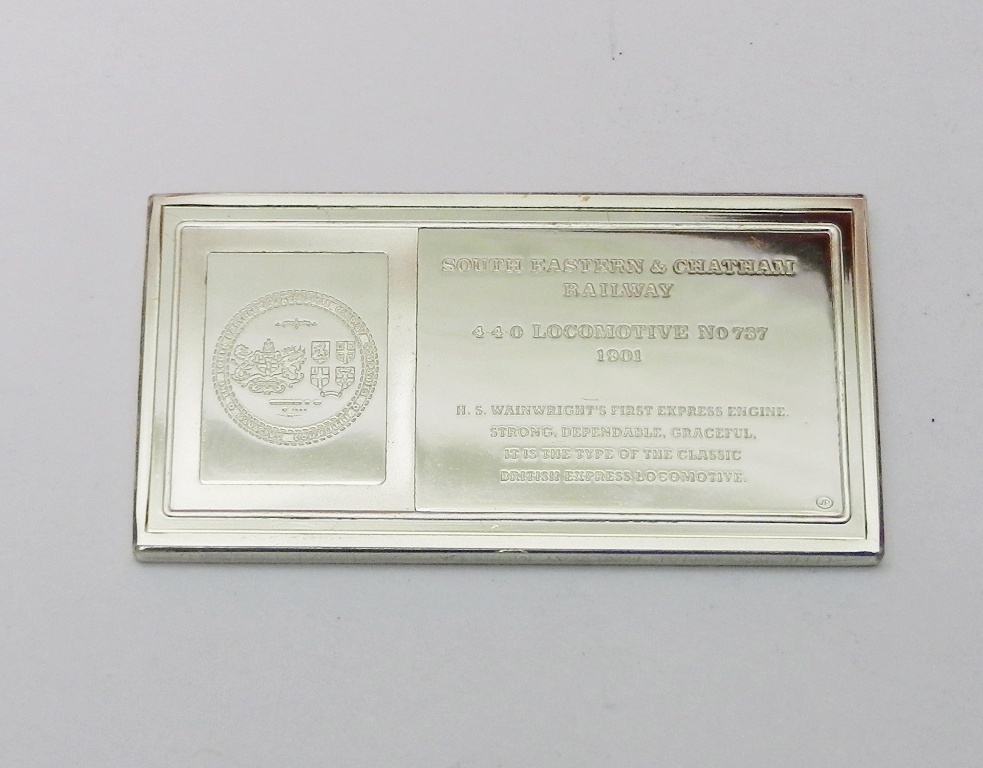 SOUTH EASTERN & CHATHAM
RAILWAY
4-4-0 LOCOMOTIVE NO 737
1901
H. S. WAINWRIGHT'S FIRST EXPRESS ENGINE.
STRONG, DEPENDABLE, GRACEFUL,
IT IS THE TYPE OF THE CLASSIC
BRITISH EXPRESS LOCOMOTIVE.